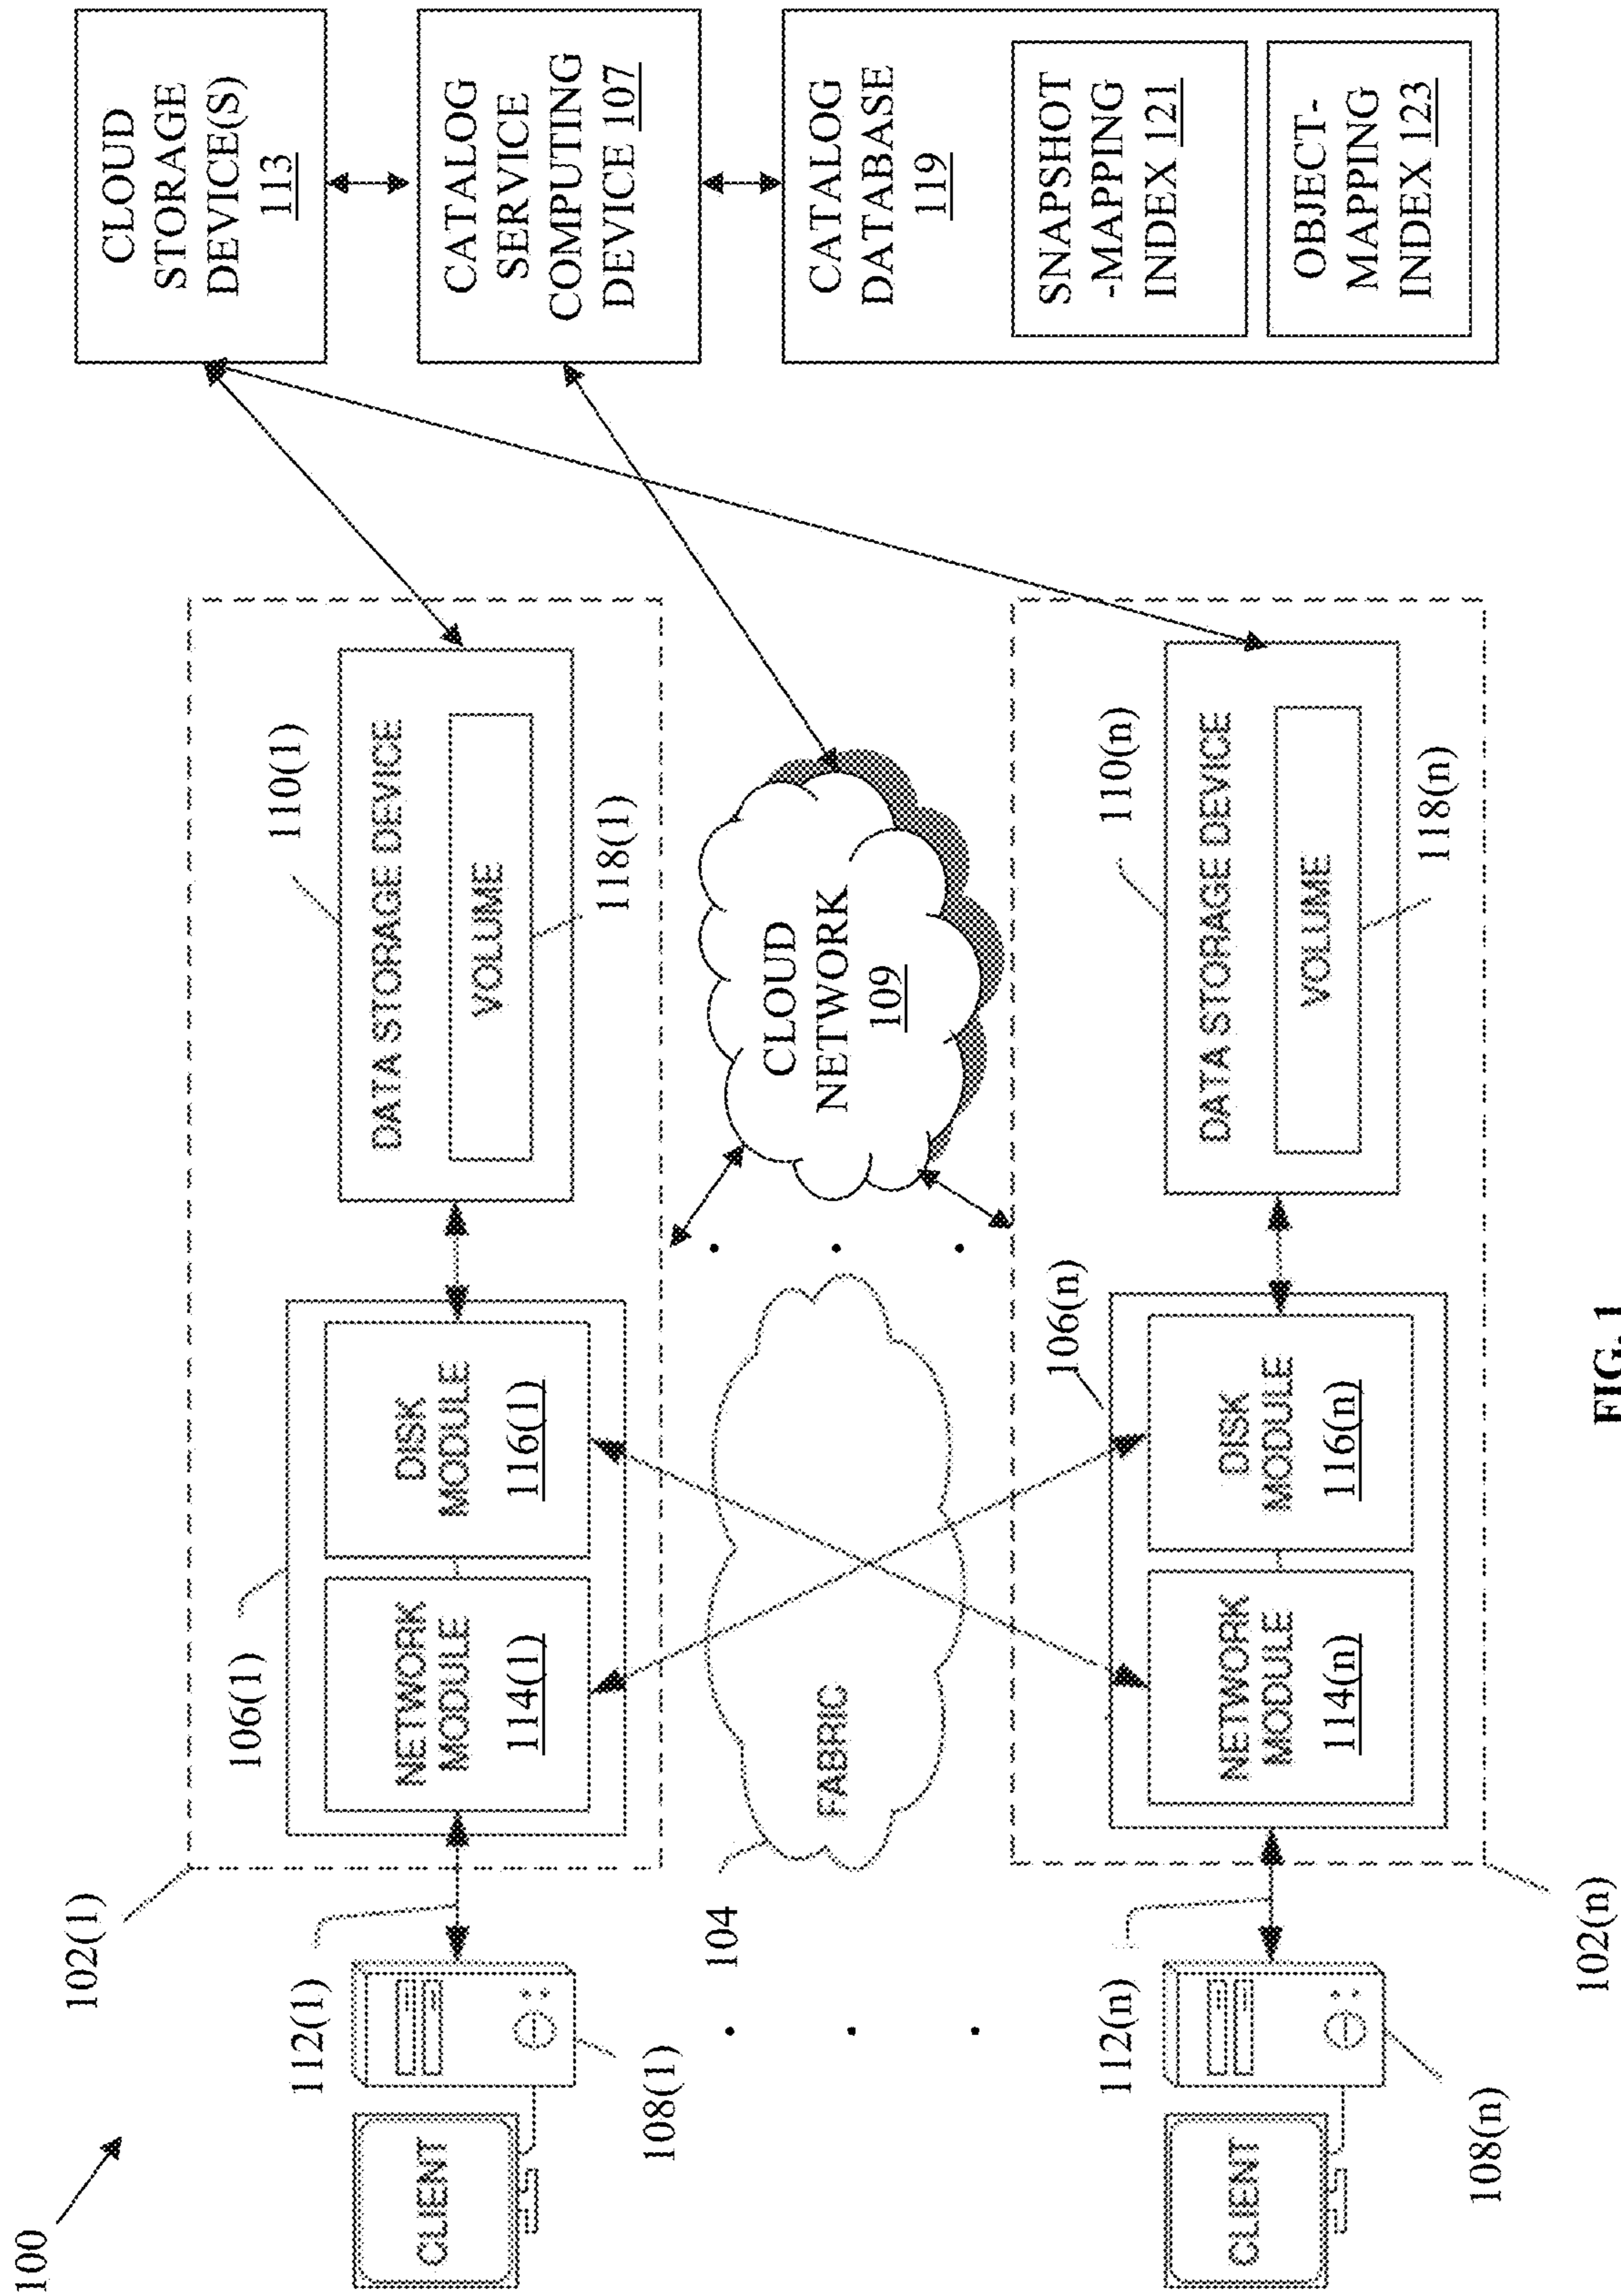 100
CLOUD
STORAGE
DEVICE(S)
113
CATALOG
SERVICE
COMPUTING
DEVICE 107
CATALOG
DATABASE
119
SNAPSHOT
-MAPPING
INDEX 121
OBJECT-
MAPPING
INDEX 123
102(1)
106(1)
110(1)
112(1)
CLIENT
108(1)
NETWORK
MODULE
114(1)
DISK
MODULE
116(1)
DATA STORAGE DEVICE
VOLUME
118(1)
104
FABRIC
CLOUD
NETWORK
109
106(n)
110(n)
112(n)
CLIENT
108(n)
NETWORK
MODULE
114(n)
DISK
MODULE
116(n)
DATA STORAGE DEVICE
VOLUME
118(n)
102(n)
FIG. 1